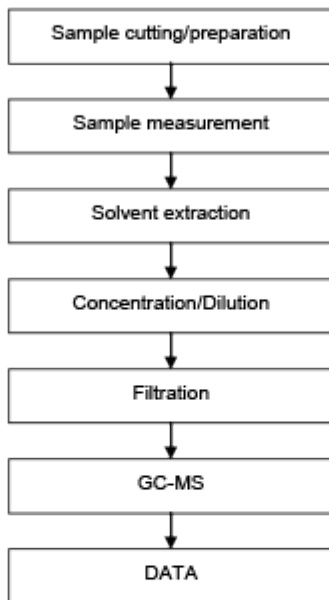 Sample cutting/preparation
Sample measurement
Solvent extraction
Concentration/Dilution
Filtration
GC-MS
DATA